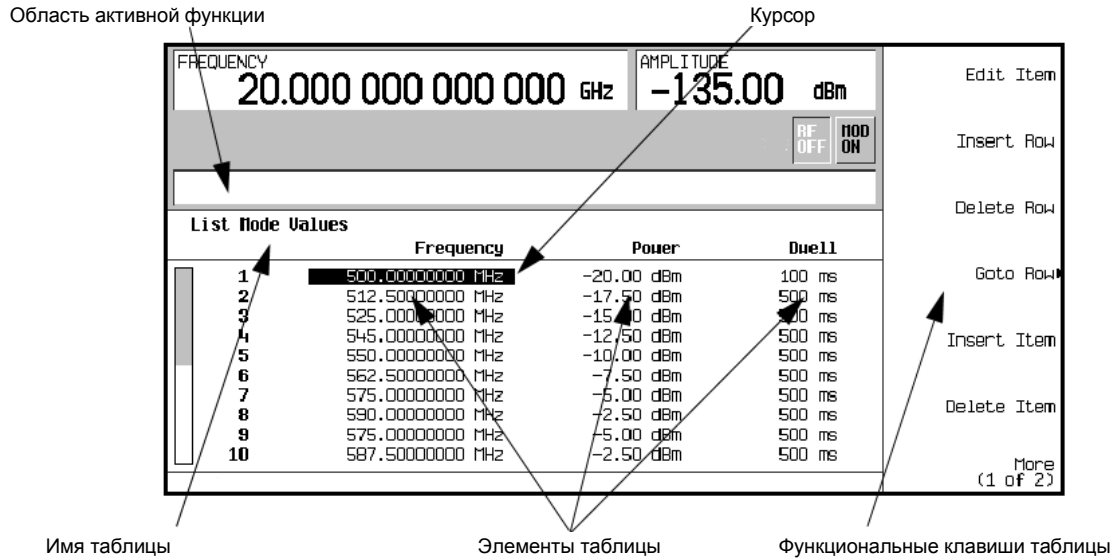 Область активной функции Курсор
FREQUENCY AMPLITUDE
20.000 000 000 000 GHz -135.00 dBm
RF OFF MOD ON
List Mode Values
Frequency Power Dwell
1 500.00000000 MHz -20.00 dBm 100 ms
2 512.50000000 MHz -17.50 dBm 500 ms
3 525.00000000 MHz -15.00 dBm 500 ms
4 545.00000000 MHz -12.50 dBm 500 ms
5 550.00000000 MHz -10.00 dBm 500 ms
6 562.50000000 MHz -7.50 dBm 500 ms
7 575.00000000 MHz -5.00 dBm 500 ms
8 590.00000000 MHz -2.50 dBm 500 ms
9 575.00000000 MHz -5.00 dBm 500 ms
10 587.50000000 MHz -2.50 dBm 500 ms
Edit Item
Insert Row
Delete Row
Goto Row
Insert Item
Delete Item
More
(1 of 2)
Имя таблицы Элементы таблицы Функциональные клавиши таблицы